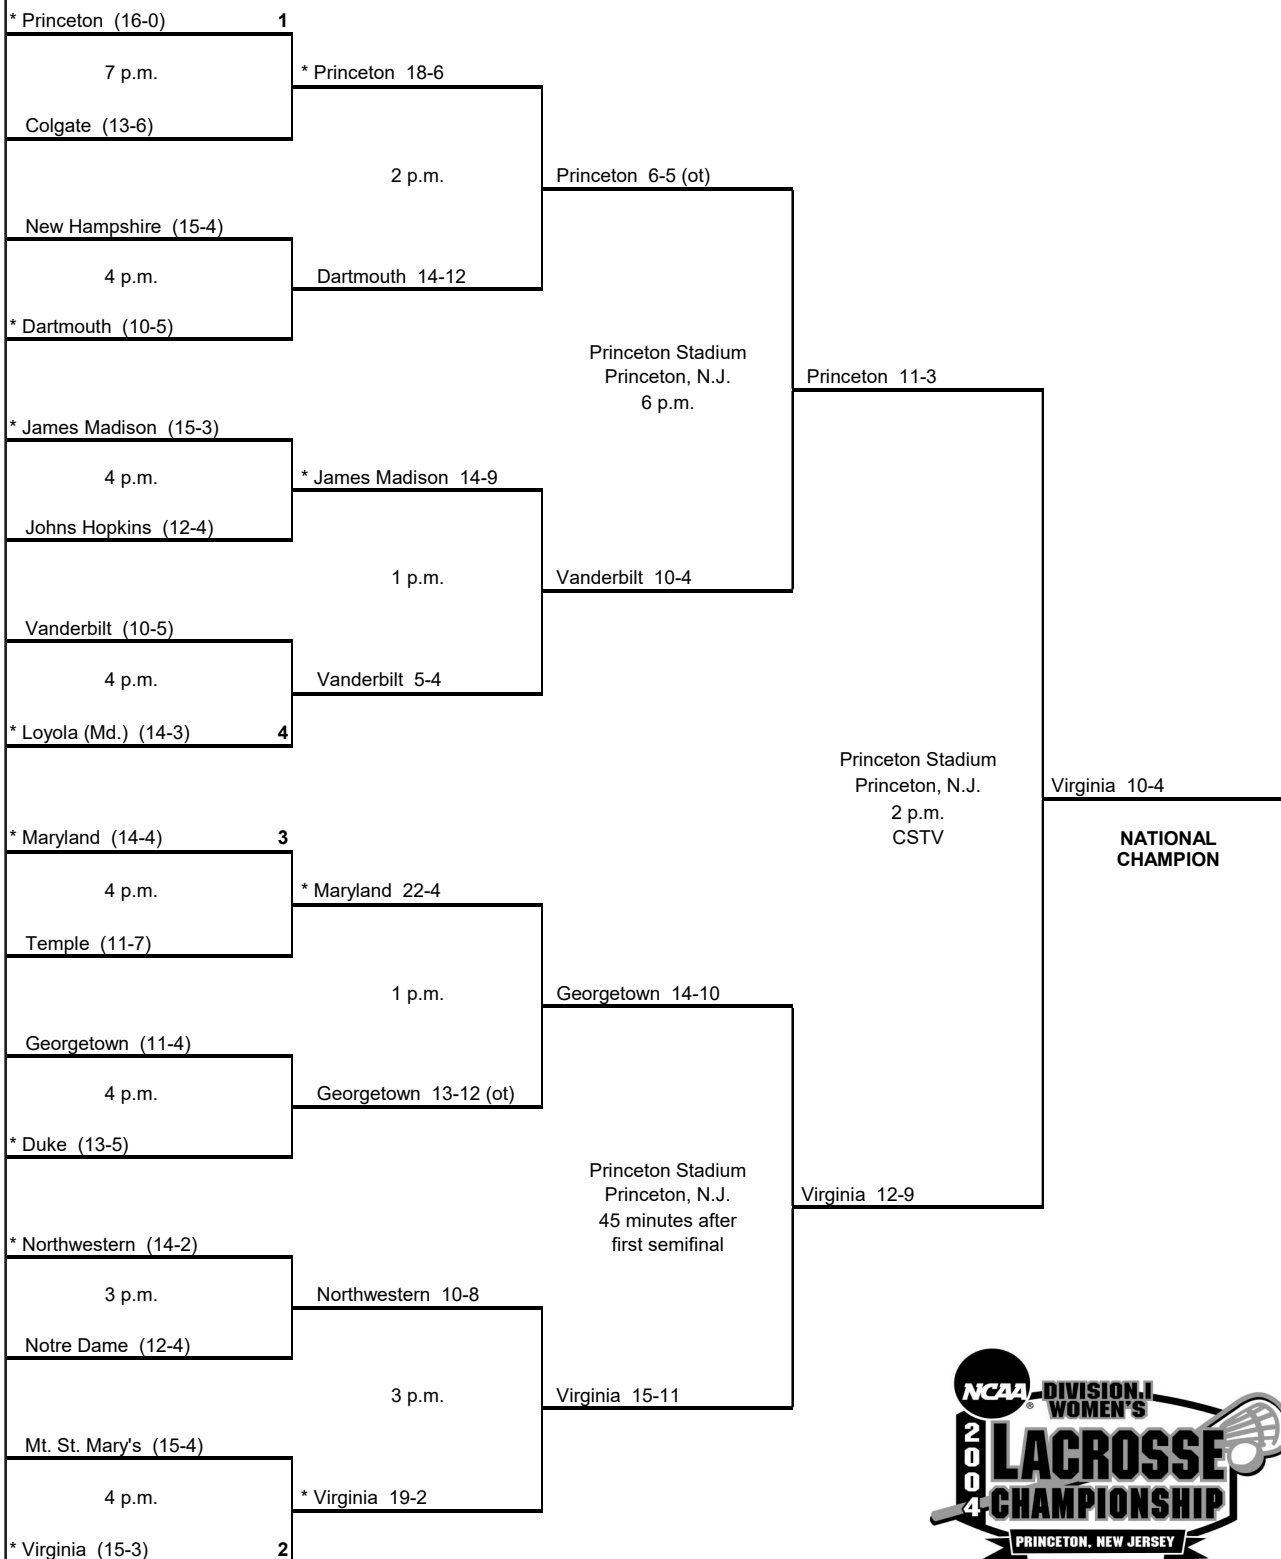 * Princeton (16-0) 1
7 p.m.
* Princeton 18-6
Colgate (13-6)
2 p.m.
Princeton 6-5 (ot)
New Hampshire (15-4)
4 p.m.
Dartmouth 14-12
* Dartmouth (10-5)
Princeton Stadium
Princeton, N.J.
6 p.m.
Princeton 11-3
* James Madison (15-3)
4 p.m.
* James Madison 14-9
Johns Hopkins (12-4)
1 p.m.
Vanderbilt 10-4
Vanderbilt (10-5)
4 p.m.
Vanderbilt 5-4
* Loyola (Md.) (14-3) 4
Princeton Stadium
Princeton, N.J.
2 p.m.
CSTV
Virginia 10-4
NATIONAL
CHAMPION
* Maryland (14-4) 3
4 p.m.
* Maryland 22-4
Temple (11-7)
1 p.m.
Georgetown 14-10
Georgetown (11-4)
4 p.m.
Georgetown 13-12 (ot)
* Duke (13-5)
Princeton Stadium
Princeton, N.J.
45 minutes after
first semifinal
Virginia 12-9
* Northwestern (14-2)
3 p.m.
Northwestern 10-8
Notre Dame (12-4)
3 p.m.
Virginia 15-11
Mt. St. Mary's (15-4)
4 p.m.
* Virginia 19-2
* Virginia (15-3) 2
NCAA®
DIVISION I
WOMEN'S
2004
LACROSSE
CHAMPIONSHIP
PRINCETON, NEW JERSEY